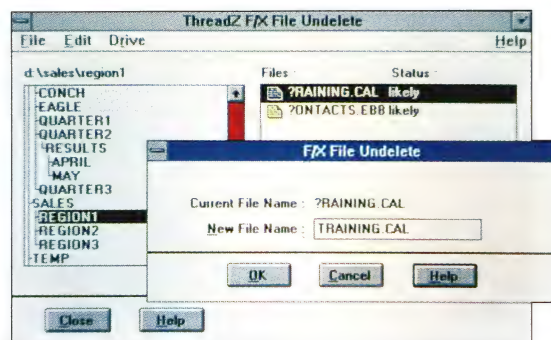 ThreadZ F/X File Undelete
File Edit Drive Help
d:\sales\region1
Files : Status :
CONCH
EAGLE
QUARTER1
QUARTER2
RESULTS
APRIL
MAY
QUARTER3
SALES
REGION1
REGION2
REGION3
TEMP
?RAINING.CAL likely
?ONTACTS.EBB likely
F/X File Undelete
Current File Name : ?RAINING.CAL
New File Name : TRAINING.CAL
OK Cancel Help
Close Help